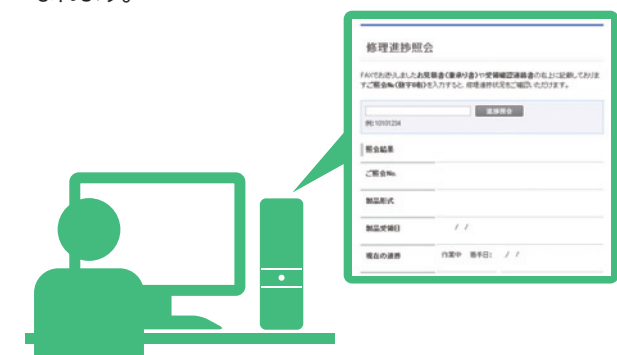 修理進捗照会
FAXでお送りしましたお見積書(兼承り書)や受領確認連絡書の右上に記載しておりま
すご照会No.(数字8桁)を入力すると、修理進捗状況をご確認いただけます。
進捗照会
例) 10101234
照会結果
ご照会No.
製品形式
製品受領日 / /
現在の進捗 作業中 着手日: / /